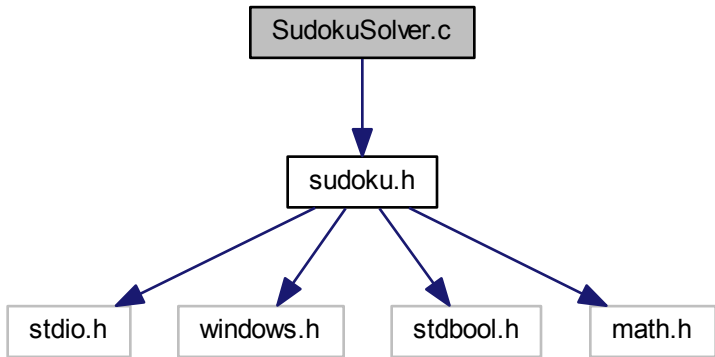 SudokuSolver.c
sudoku.h
stdio.h
windows.h
stdbool.h
math.h